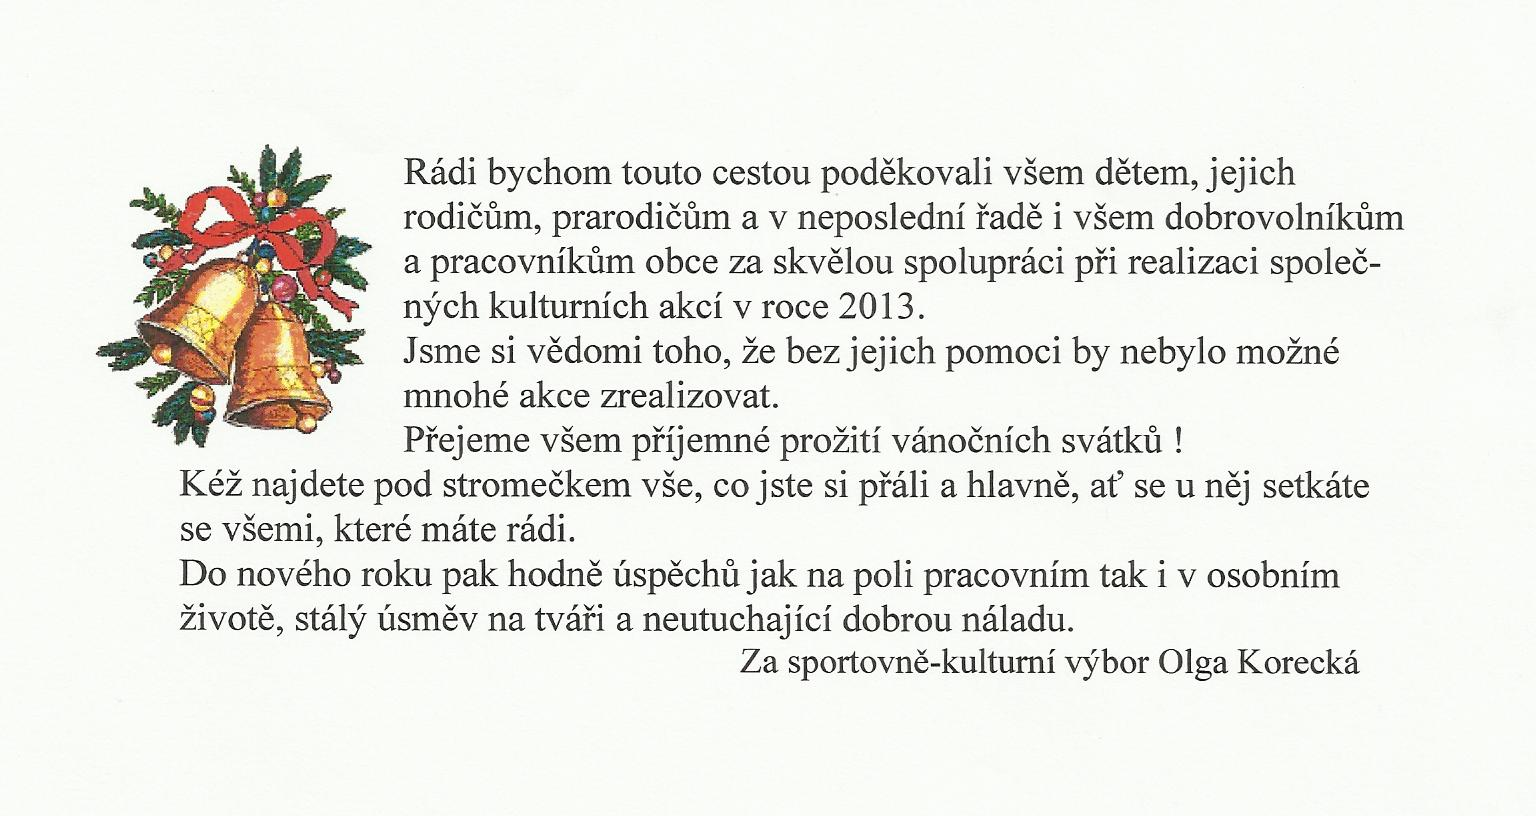 Rádi bychom touto cestou poděkovali všem dětem, jejich
rodičům, prarodičům a v neposlední řadě i všem dobrovolníkům
a pracovníkům obce za skvělou spolupráci při realizaci společ-
ných kulturních akcí v roce 2013.
Jsme si vědomi toho, že bez jejich pomoci by nebylo možné
mnohé akce zrealizovat.
Přejeme všem příjemné prožití vánočních svátků !
Kéž najdete pod stromečkem vše, co jste si přáli a hlavně, ať se u něj setkáte
se všemi, které máte rádi.
Do nového roku pak hodně úspěchů jak na poli pracovním tak i v osobním
životě, stálý úsměv na tváři a neutuchající dobrou náladu.
Za sportovně-kulturní výbor Olga Korecká